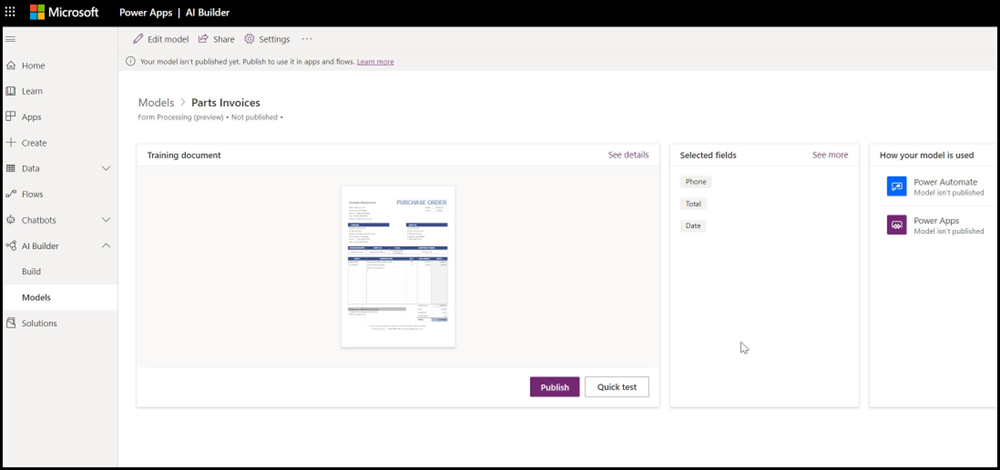 Microsoft Power Apps | AI Builder
Edit model Share Settings ···
Your model isn't published yet. Publish to use it in apps and flows. Learn more
Home
Learn
Apps
Create
Data
Flows
Chatbots
AI Builder
Build
Models
Solutions
Models > Parts Invoices
Form Processing (preview) • Not published •
Training document See details
PURCHASE ORDER
Publish Quick test
Selected fields See more
Phone
Total
Date
How your model is used
Power Automate
Model isn't published
Power Apps
Model isn't published